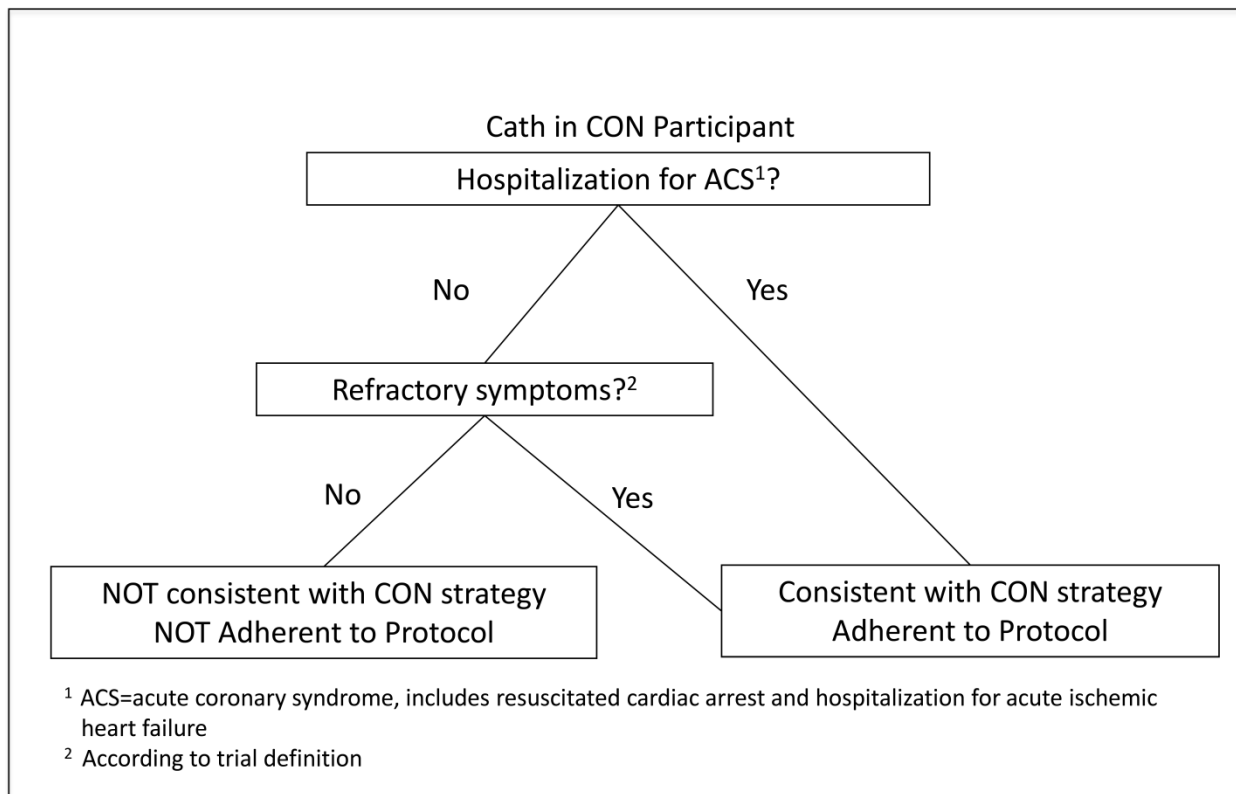 Cath in CON Participant
Hospitalization for ACS¹?
No
Yes
Refractory symptoms?²
No
Yes
NOT consistent with CON strategy
NOT Adherent to Protocol
Consistent with CON strategy
Adherent to Protocol
¹ ACS=acute coronary syndrome, includes resuscitated cardiac arrest and hospitalization for acute ischemic
heart failure
² According to trial definition